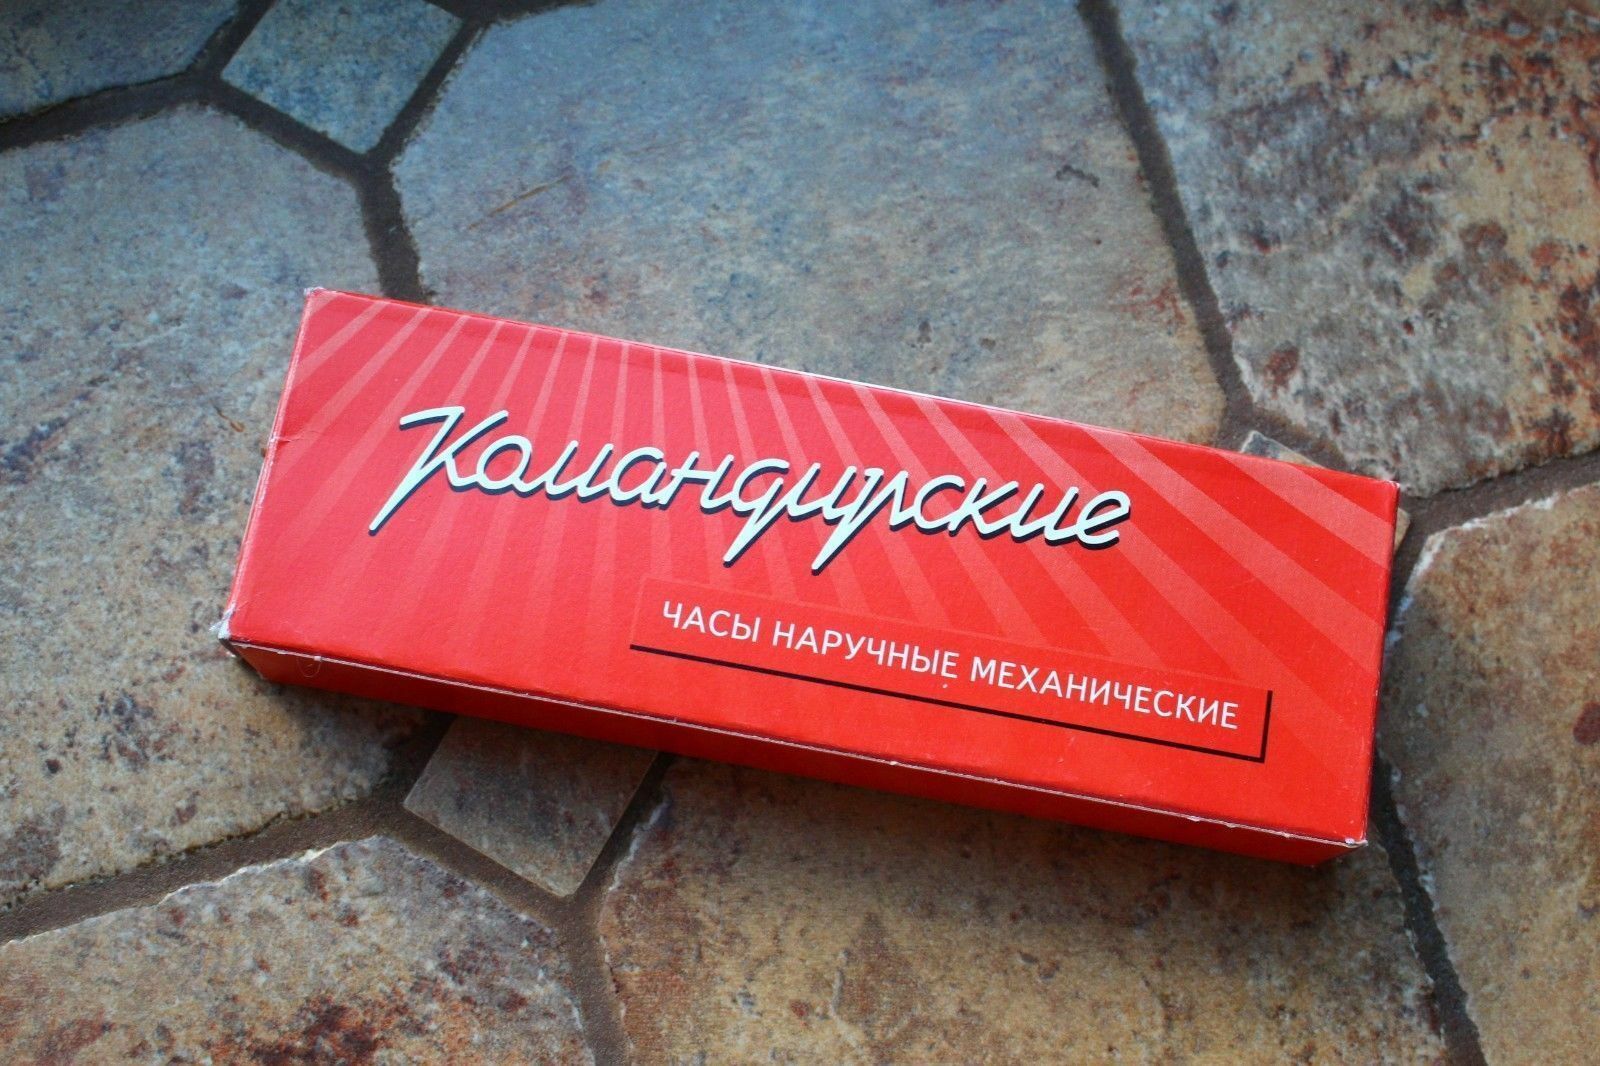 Командирские
ЧАСЫ НАРУЧНЫЕ МЕХАНИЧЕСКИЕ